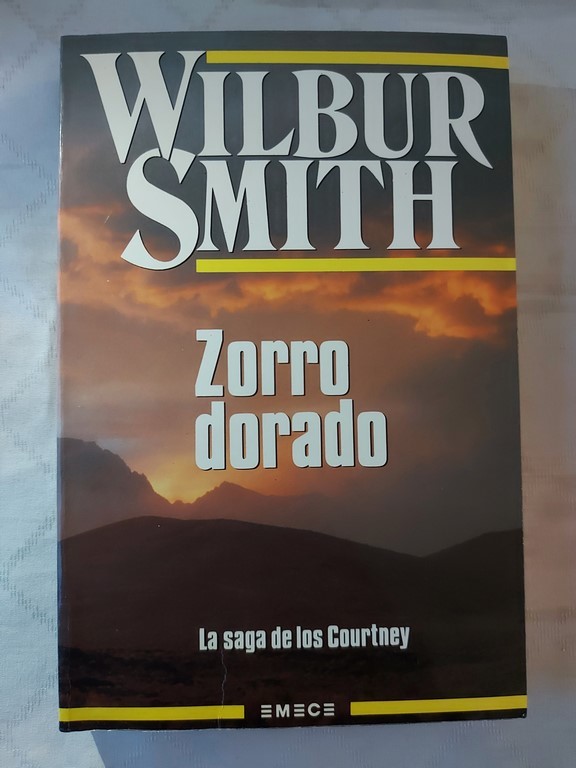 WILBUR
SMITH
Zorro
dorado
La saga de los Courtney
EMECE